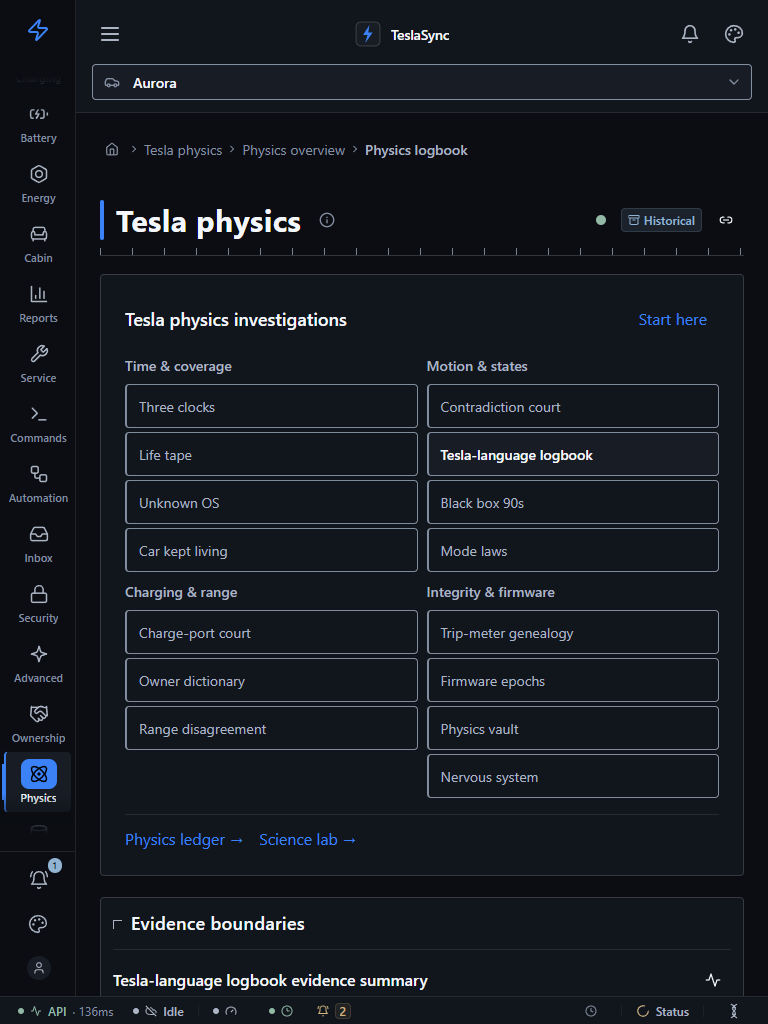 TeslaSync
Aurora
Battery
Energy
Cabin
Reports
Service
Commands
Automation
Inbox
Security
Advanced
Ownership
Physics
1
Tesla physics > Physics overview > Physics logbook
Tesla physics
Historical
Tesla physics investigations
Start here
Time & coverage
Three clocks
Life tape
Unknown OS
Car kept living
Motion & states
Contradiction court
Tesla-language logbook
Black box 90s
Mode laws
Charging & range
Charge-port court
Owner dictionary
Range disagreement
Integrity & firmware
Trip-meter genealogy
Firmware epochs
Physics vault
Nervous system
Physics ledger → Science lab →
Evidence boundaries
Tesla-language logbook evidence summary
API · 136ms Idle 2 Status